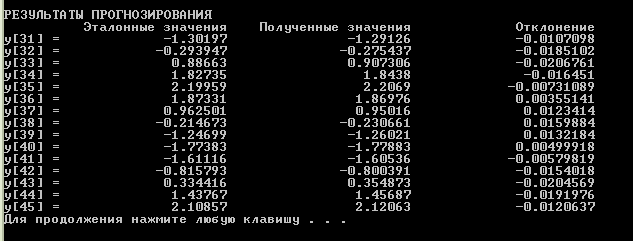 РЕЗУЛЬТАТЫ ПРОГНОЗИРОВАНИЯ
Эталонные значения Полученные значения Отклонение
y[31] = -1.30197 -1.29126 -0.0107098
y[32] = -0.293947 -0.275437 -0.0185102
y[33] = 0.88663 0.907306 -0.0206761
y[34] = 1.82735 1.8438 -0.016451
y[35] = 2.19959 2.2069 -0.00731089
y[36] = 1.87331 1.86976 0.00355141
y[37] = 0.962501 0.95016 0.0123414
y[38] = -0.214673 -0.230661 0.0159884
y[39] = -1.24699 -1.26021 0.0132184
y[40] = -1.77383 -1.77883 0.00499918
y[41] = -1.61116 -1.60536 -0.00579819
y[42] = -0.815793 -0.800391 -0.0154018
y[43] = 0.334416 0.354873 -0.0204569
y[44] = 1.43767 1.45687 -0.0191976
y[45] = 2.10857 2.12063 -0.0120637
Для продолжения нажмите любую клавишу . . .